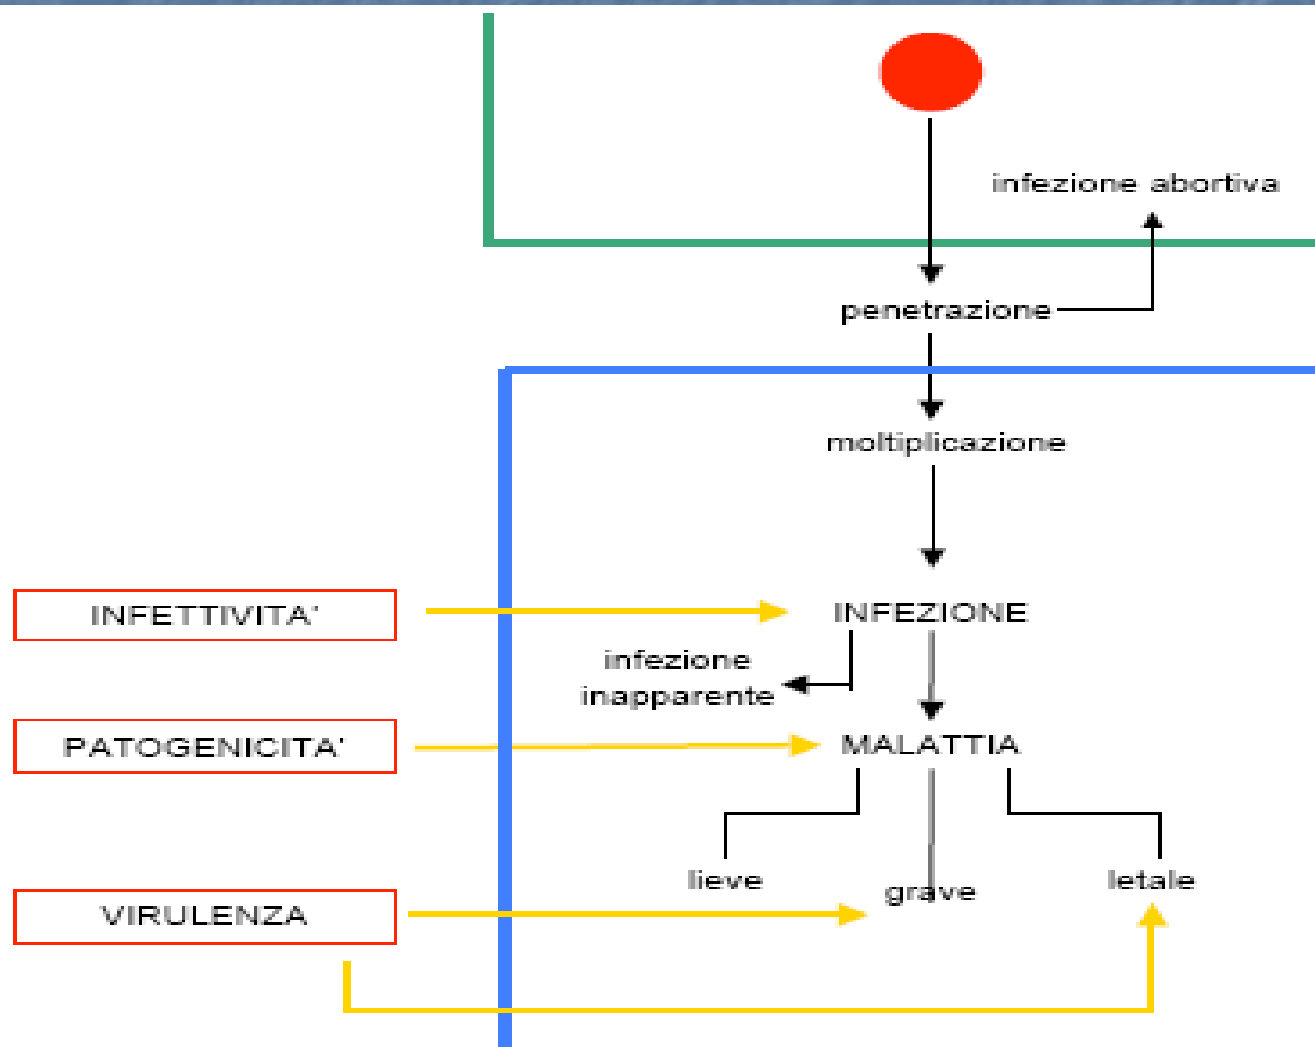 infezione abortiva
penetrazione
moltiplicazione
INFETTIVITA'
INFEZIONE
infezione
inapparente
PATOGENICITA'
MALATTIA
lieve
grave
letale
VIRULENZA